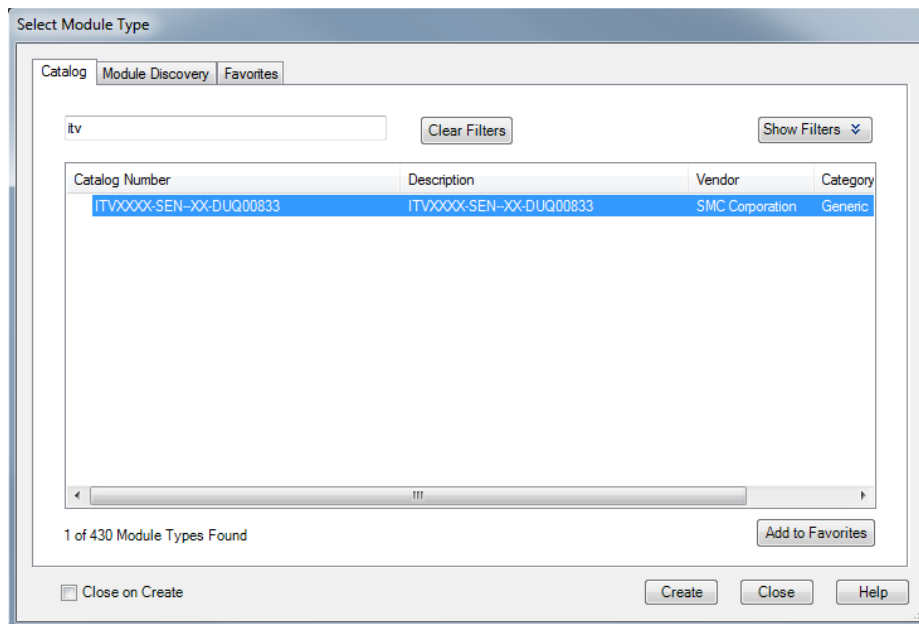 Select Module Type
Catalog Module Discovery Favorites
itv Clear Filters Show Filters
Catalog Number Description Vendor Category
ITVXXXX-SEN--XX-DUQ00833 ITVXXXX-SEN--XX-DUQ00833 SMC Corporation Generic
1 of 430 Module Types Found Add to Favorites
Close on Create Create Close Help